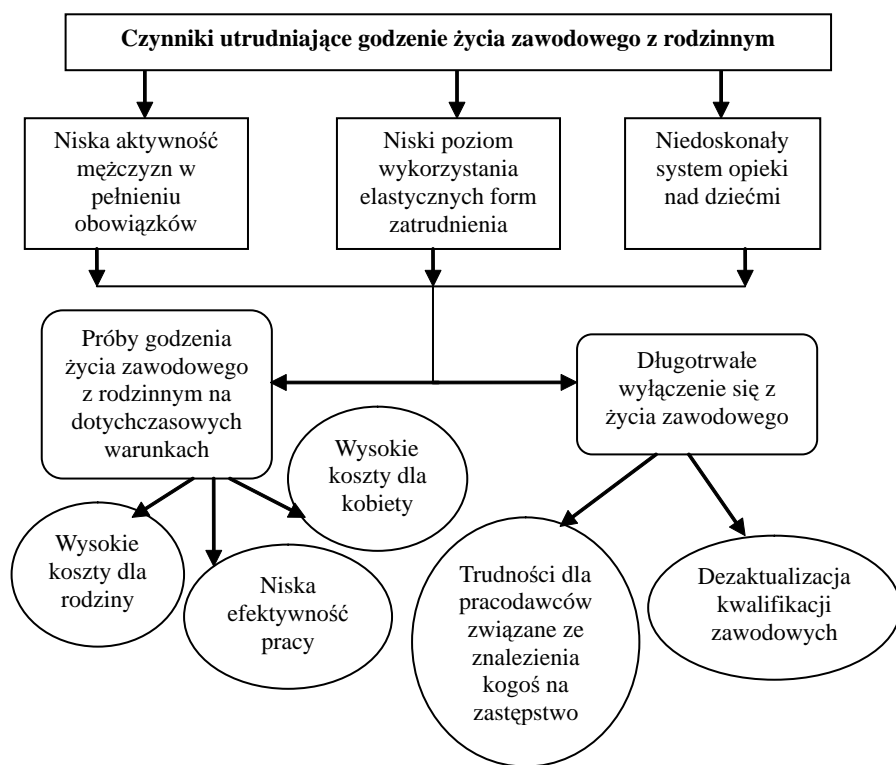 Czynniki utrudniające godzenie życia zawodowego z rodzinnym
Niska aktywność
mężczyzn w
pełnieniu
obowiązków
Niski poziom
wykorzystania
elastycznych form
zatrudnienia
Niedoskonały
system opieki
nad dziećmi
Próby godzenia
życia zawodowego
z rodzinnym na
dotychczasowych
warunkach
Długotrwałe
wyłączenie się z
życia zawodowego
Wysokie
koszty dla
kobiety
Wysokie
koszty dla
rodziny
Niska
efektywność
pracy
Trudności dla
pracodawców
związane ze
znalezienia
kogoś na
zastępstwo
Dezaktualizacja
kwalifikacji
zawodowych